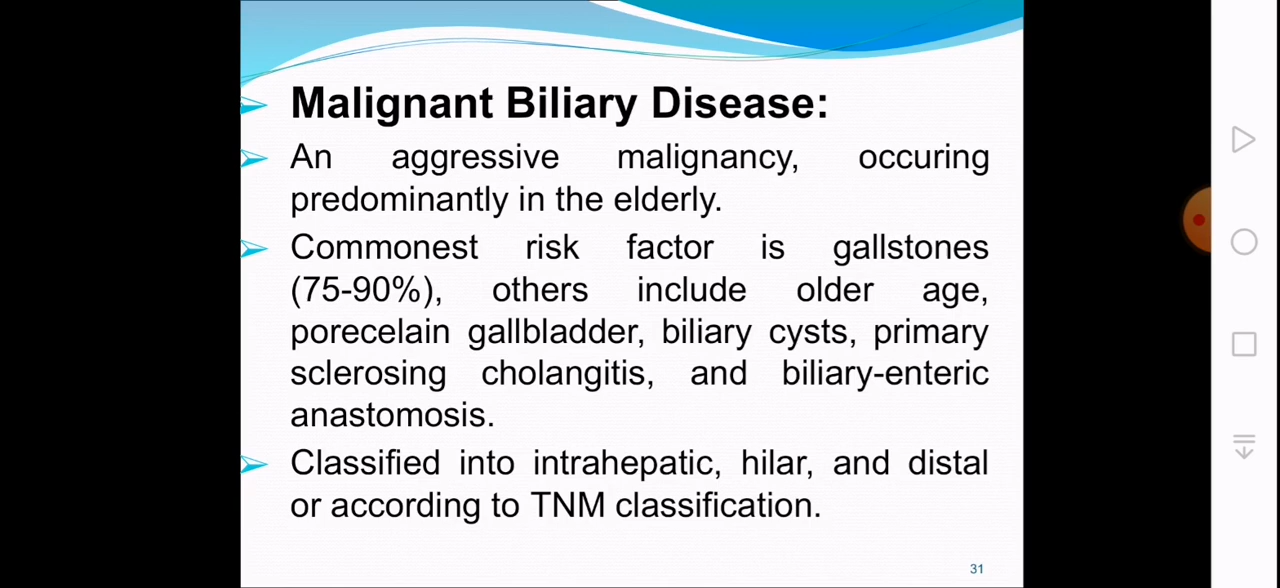 Malignant Biliary Disease:
An aggressive malignancy, occuring
predominantly in the elderly.
Commonest risk factor is gallstones
(75-90%), others include older age,
porecelain gallbladder, biliary cysts, primary
sclerosing cholangitis, and biliary-enteric
anastomosis.
Classified into intrahepatic, hilar, and distal
or according to TNM classification.
31